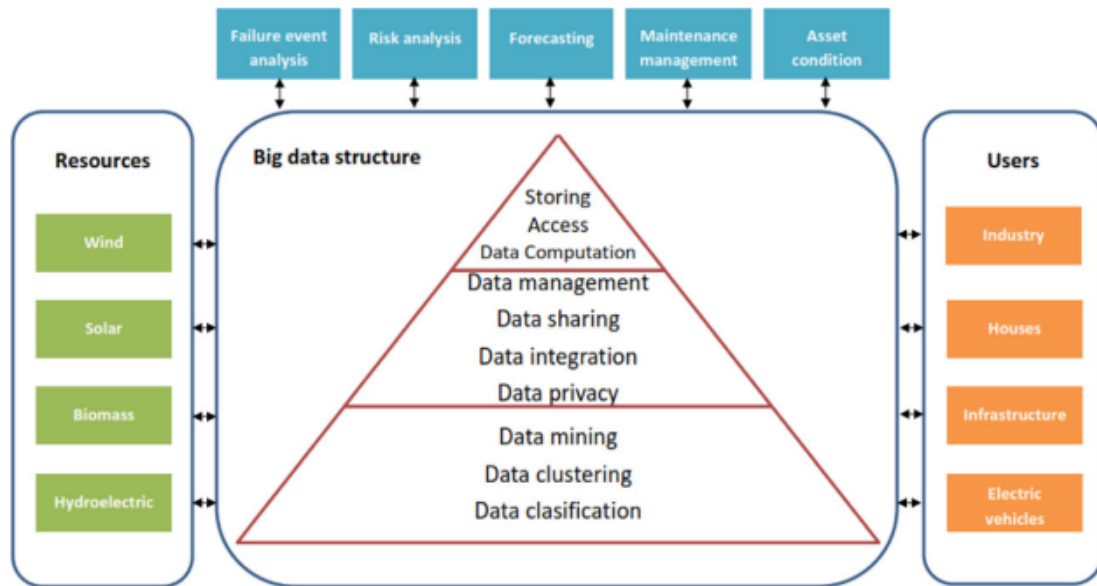 Failure event
analysis
Risk analysis
Forecasting
Maintenance
management
Asset
condition
Resources
Wind
Solar
Biomass
Hydroelectric
Big data structure
Storing
Access
Data Computation
Data management
Data sharing
Data integration
Data privacy
Data mining
Data clustering
Data clasification
Users
Industry
Houses
Infrastructure
Electric
vehicles